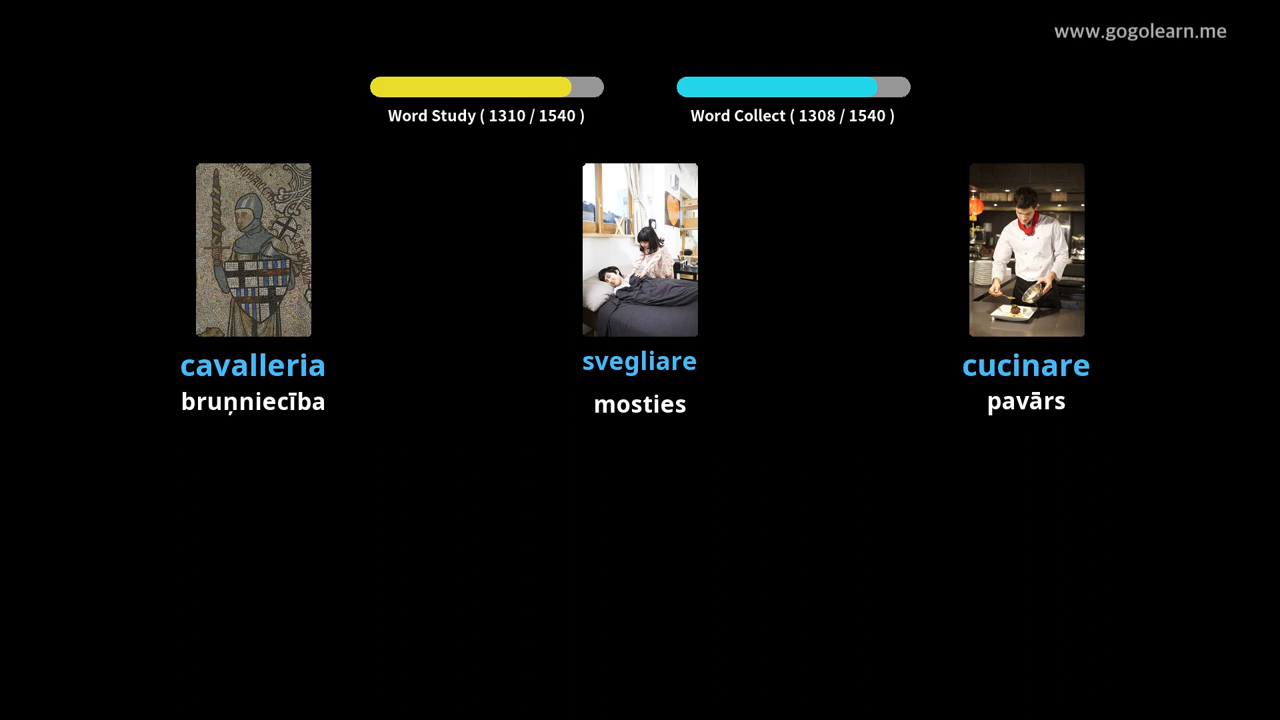 www.gogolearn.me
Word Study ( 1310 / 1540 )
Word Collect ( 1308 / 1540 )
cavalleria
bruņniecība
svegliare
mosties
cucinare
pavārs